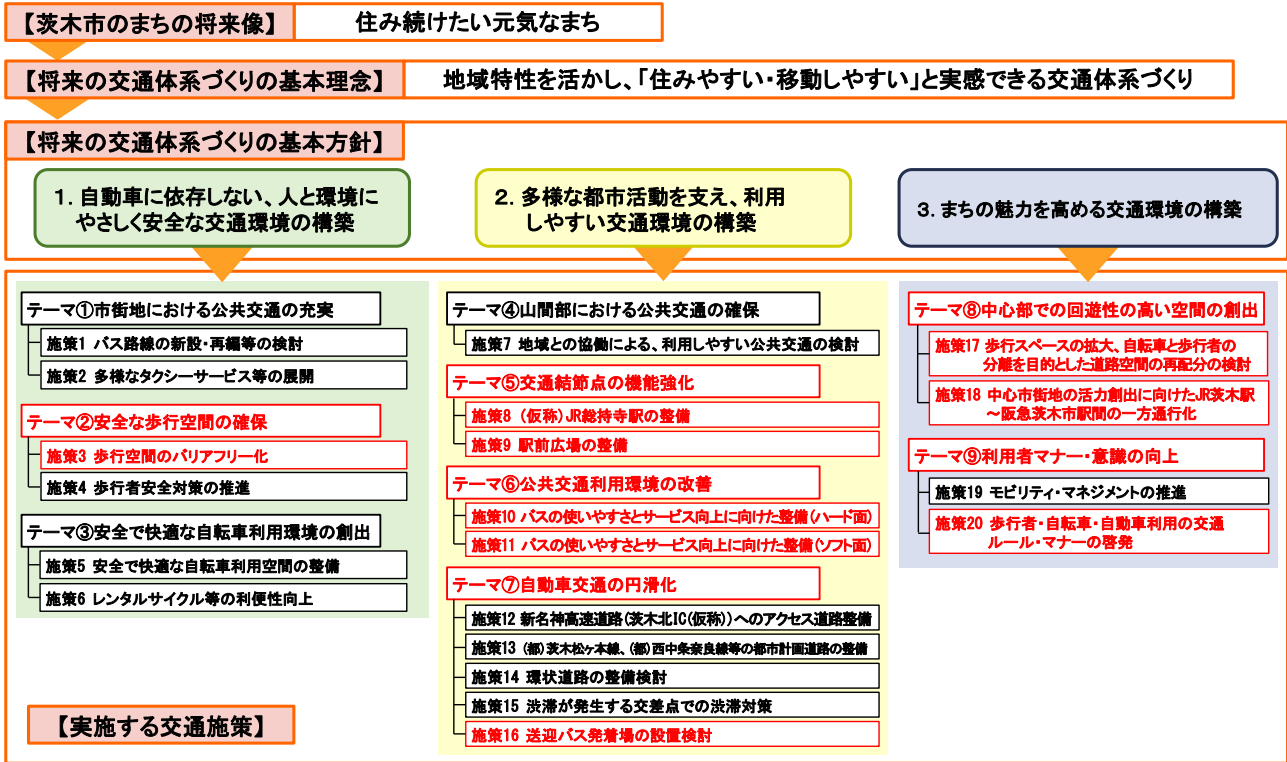 【茨木市のまちの将来像】
住み続けたい元気なまち
【将来の交通体系づくりの基本理念】
地域特性を活かし、「住みやすい・移動しやすい」と実感できる交通体系づくり
【将来の交通体系づくりの基本方針】
1. 自動車に依存しない、人と環境に
やさしく安全な交通環境の構築
2. 多様な都市活動を支え、利用
しやすい交通環境の構築
3. まちの魅力を高める交通環境の構築
テーマ①市街地における公共交通の充実
施策1 バス路線の新設・再編等の検討
施策2 多様なタクシーサービス等の展開
テーマ②安全な歩行空間の確保
施策3 歩行空間のバリアフリー化
施策4 歩行者安全対策の推進
テーマ③安全で快適な自転車利用環境の創出
施策5 安全で快適な自転車利用空間の整備
施策6 レンタルサイクル等の利便性向上
テーマ④山間部における公共交通の確保
施策7 地域との協働による、利用しやすい公共交通の検討
テーマ⑤交通結節点の機能強化
施策8 (仮称)JR総持寺駅の整備
施策9 駅前広場の整備
テーマ⑥公共交通利用環境の改善
施策10 バスの使いやすさとサービス向上に向けた整備(ハード面)
施策11 バスの使いやすさとサービス向上に向けた整備(ソフト面)
テーマ⑦自動車交通の円滑化
施策12 新名神高速道路(茨木北IC(仮称))へのアクセス道路整備
施策13 (都)茨木松ヶ本線、(都)西中条奈良線等の都市計画道路の整備
施策14 環状道路の整備検討
施策15 渋滞が発生する交差点での渋滞対策
施策16 送迎バス発着場の設置検討
テーマ⑧中心部での回遊性の高い空間の創出
施策17 歩行スペースの拡大、自転車と歩行者の
分離を目的とした道路空間の再配分の検討
施策18 中心市街地の活力創出に向けたJR茨木駅
～阪急茨木市駅間の一方通行化
テーマ⑨利用者マナー・意識の向上
施策19 モビリティ・マネジメントの推進
施策20 歩行者・自転車・自動車利用の交通
ルール・マナーの啓発
【実施する交通施策】